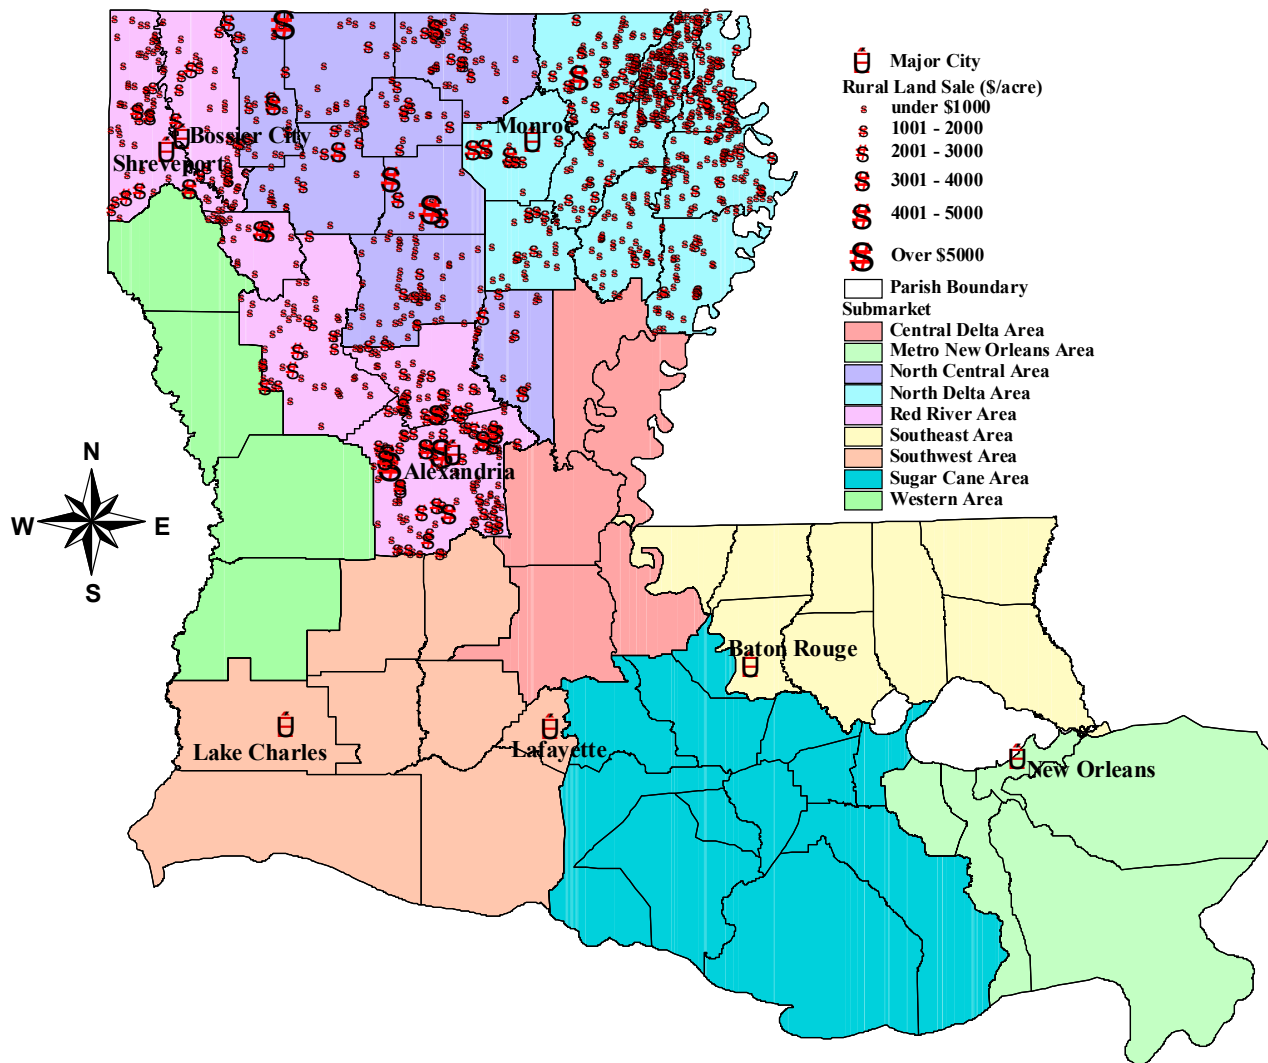 Major City
Rural Land Sale ($/acre)
under $1000
1001 - 2000
2001 - 3000
3001 - 4000
4001 - 5000
Over $5000
Parish Boundary
Submarket
Central Delta Area
Metro New Orleans Area
North Central Area
North Delta Area
Red River Area
Southeast Area
Southwest Area
Sugar Cane Area
Western Area
Monroe
Bossier City
Shreveport
Alexandria
N
W E
S
Baton Rouge
Lake Charles
Lafayette
New Orleans